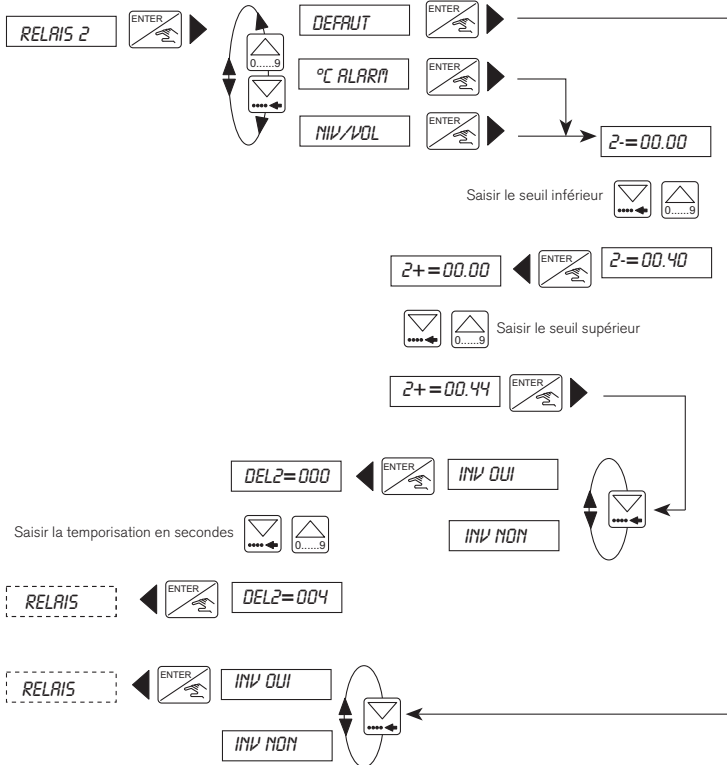 RELAIS 2
ENTER
0......9
DEFAUT
ENTER
°C ALARM
ENTER
NIV/VOL
ENTER
2-=00.00
Saisir le seuil inférieur
0......9
2+=00.00
ENTER
2-=00.40
0......9
Saisir le seuil supérieur
2+=00.44
ENTER
DEL2=000
ENTER
INV OUI
INV NON
Saisir la temporisation en secondes
0......9
RELAIS
ENTER
DEL2=004
RELAIS
ENTER
INV OUI
INV NON